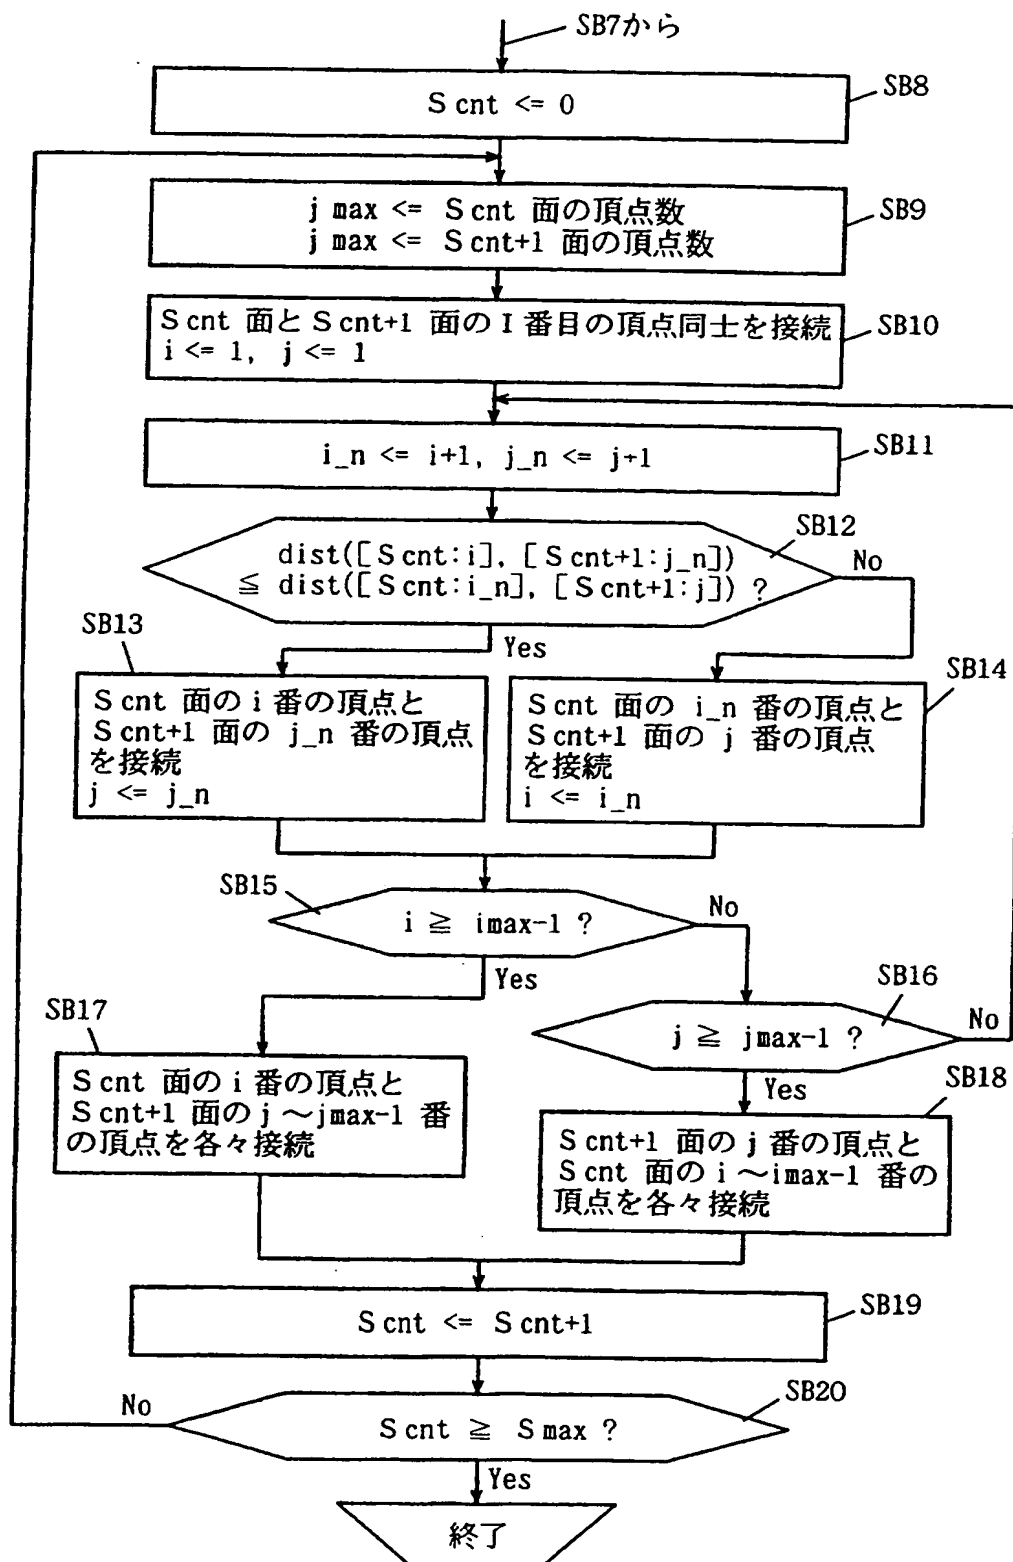 SB7から
S cnt <= 0
SB8
j max <= S cnt 面の頂点数
j max <= S cnt+1 面の頂点数
SB9
S cnt 面と S cnt+1 面の I 番目の頂点同士を接続
i <= 1, j <= 1
SB10
i_n <= i+1, j_n <= j+1
SB11
SB12
dist([S cnt:i], [S cnt+1:j_n])
≦ dist([S cnt:i_n], [S cnt+1:j]) ?
No
Yes
SB13
S cnt 面の i 番の頂点と
S cnt+1 面の j_n 番の頂点
を接続
j <= j_n
SB14
S cnt 面の i_n 番の頂点と
S cnt+1 面の j 番の頂点
を接続
i <= i_n
SB15
i ≧ imax-1 ?
No
Yes
SB16
j ≧ jmax-1 ?
No
Yes
SB17
S cnt 面の i 番の頂点と
S cnt+1 面の j ～jmax-1 番
の頂点を各々接続
SB18
S cnt+1 面の j 番の頂点と
S cnt 面の i ～imax-1 番の
頂点を各々接続
S cnt <= S cnt+1
SB19
SB20
No
S cnt ≧ S max ?
Yes
終了